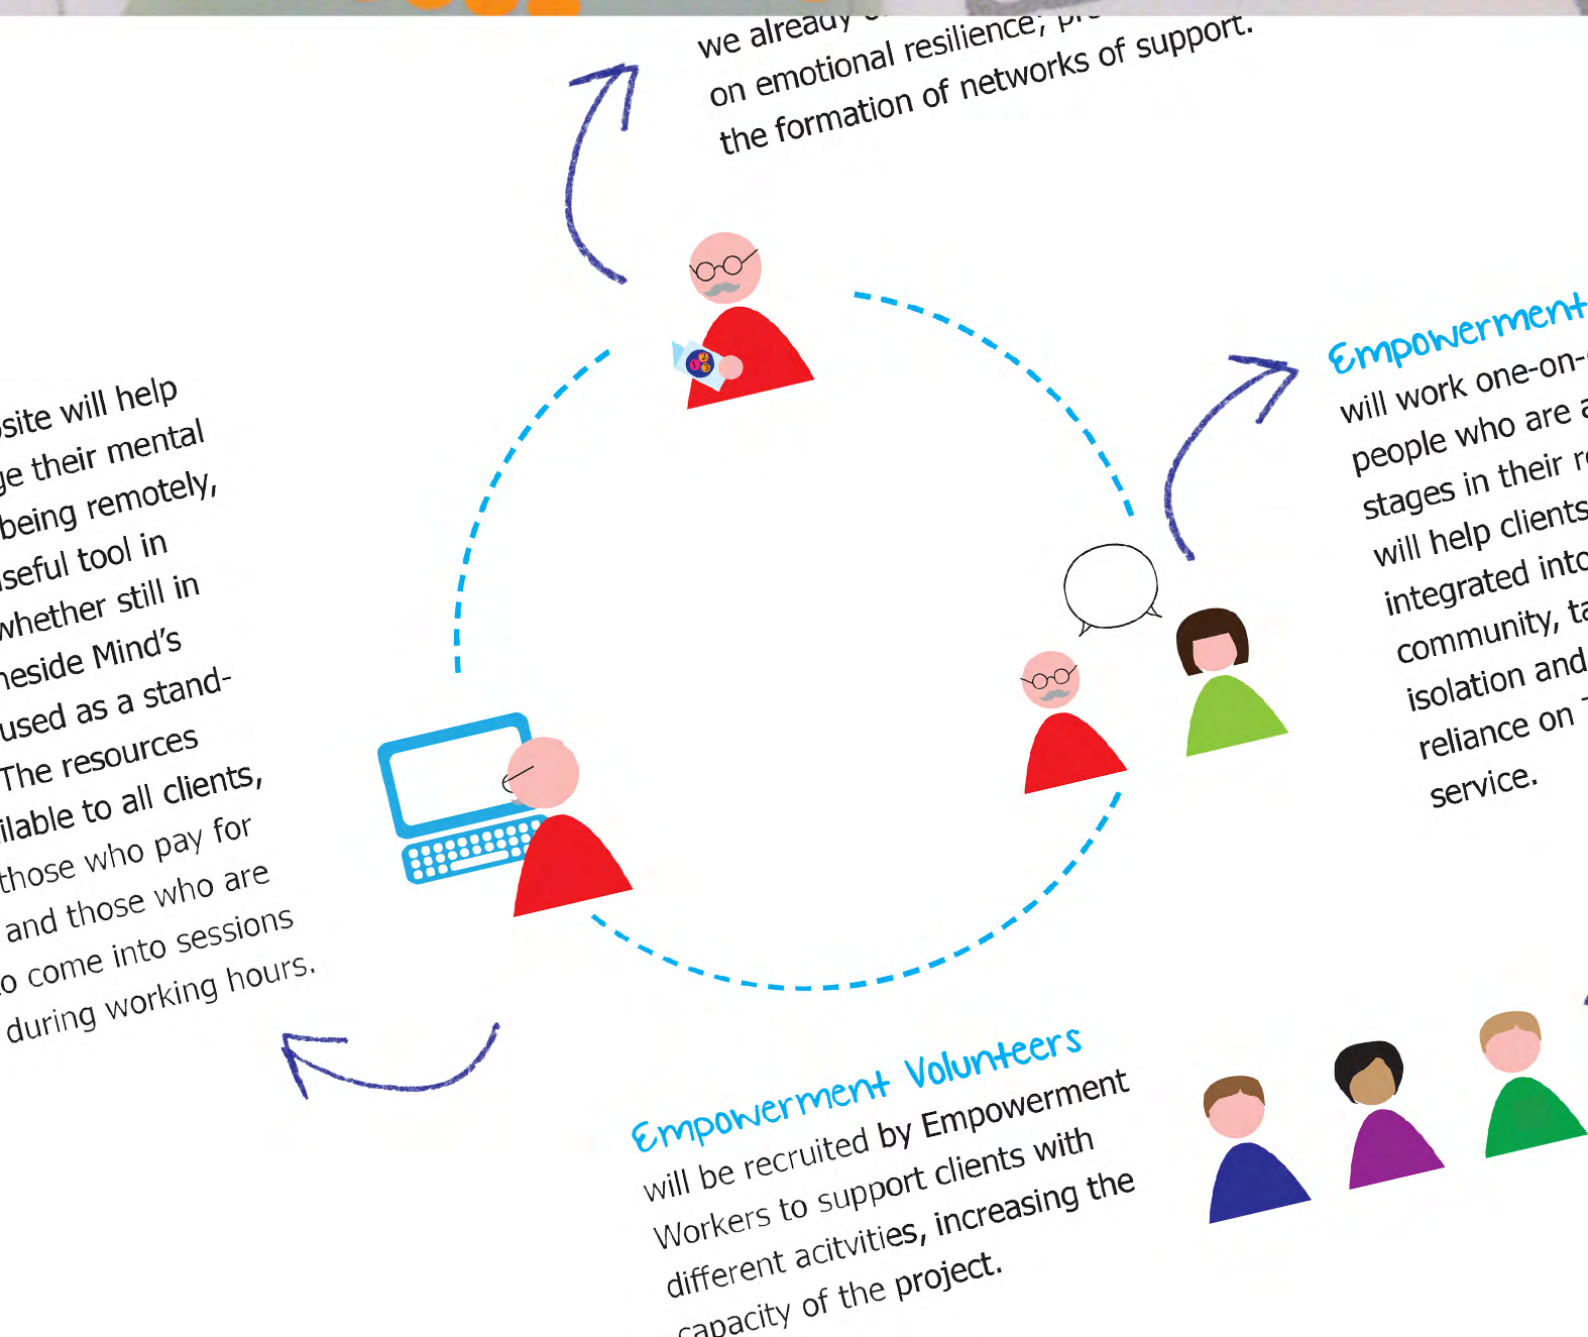 we already
on emotional resilience;
the formation of networks of support.
site will help
their mental
being remotely,
tool in
whether still in
Mind's
used as a stand-
The resources
to all clients,
those who pay for
and those who are
come into sessions
during working hours.
Empowerment
will work one-on-
people who are
stages in their
will help clients
integrated into
community,
isolation and
reliance on
service.
Empowerment Volunteers
will be recruited by Empowerment
Workers to support clients with
different acitvities, increasing the
capacity of the project.